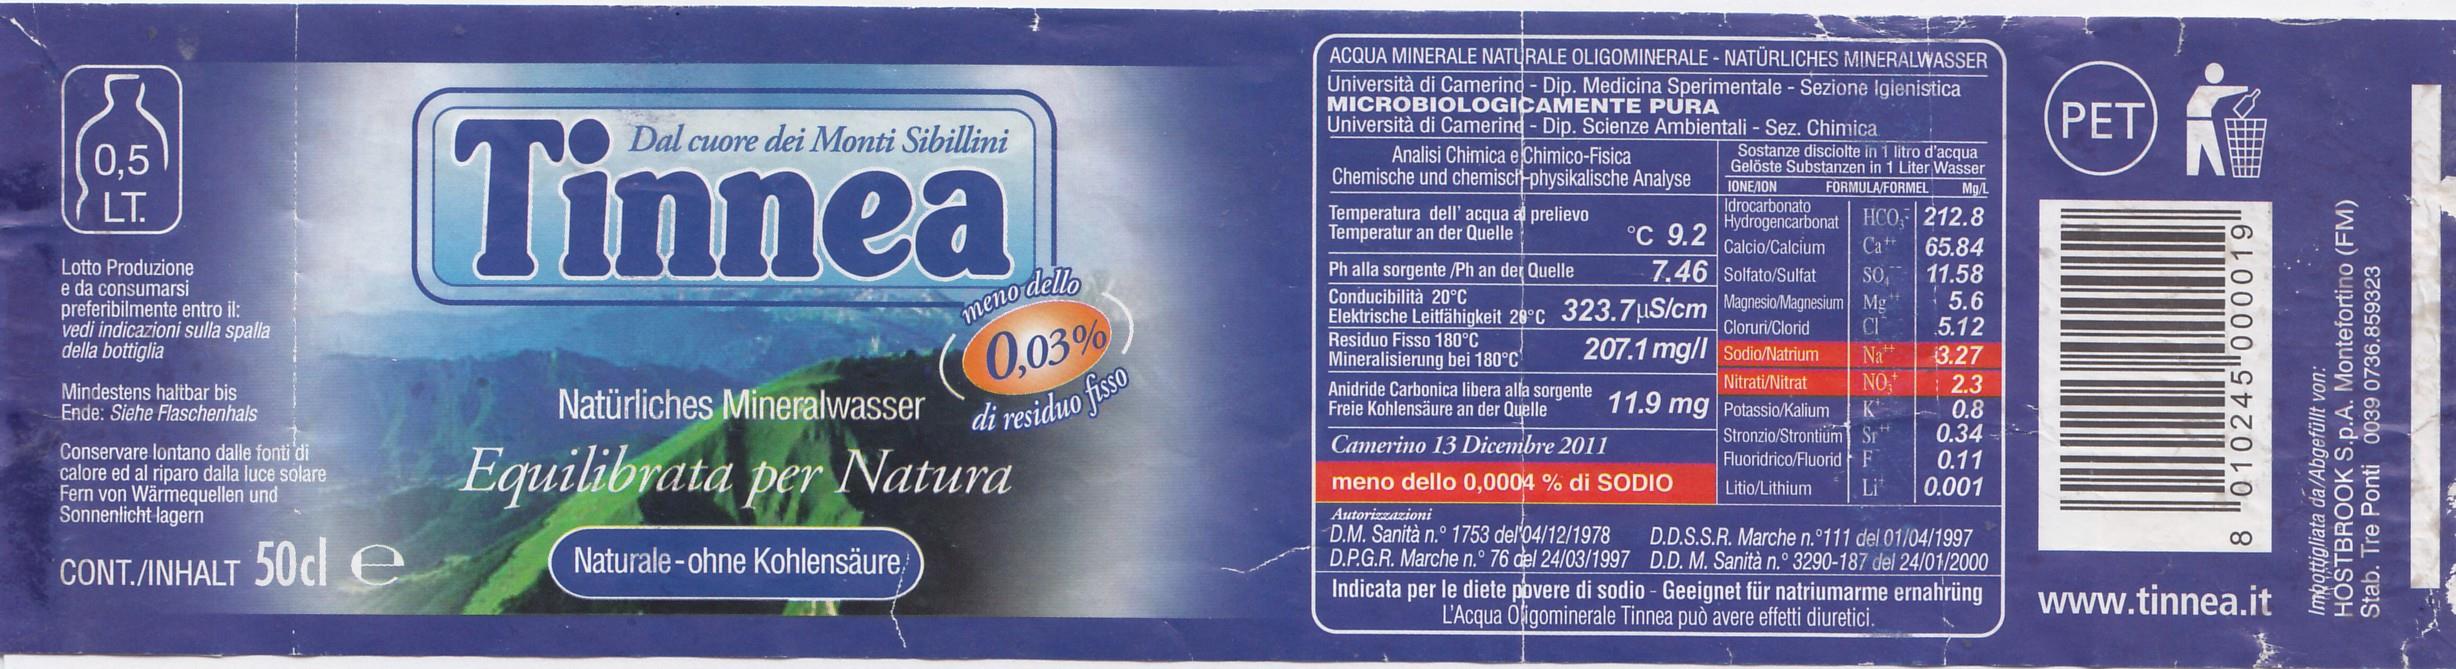 0,5
LT.
Lotto Produzione
e da consumarsi
preferibilmente entro il:
vedi indicazioni sulla spalla
della bottiglia
Mindestens haltbar bis
Ende: Siehe Flaschenhals
Conservare lontano dalle fonti di
calore ed al riparo dalla luce solare
Fern von Wärmequellen und
Sonnenlicht lagern
CONT./INHALT 50cl e
Dal cuore dei Monti Sibillini
Tinnea
meno dello
0,03%
di residuo fisso
Natürliches Mineralwasser
Equilibrata per Natura
Naturale-ohne Kohlensäure
ACQUA MINERALE NATURALE OLIGOMINERALE - NATÜRLICHES MINERALWASSER
Università di Camerino - Dip. Medicina Sperimentale - Sezione Igienistica
MICROBIOLOGICAMENTE PURA
Università di Camerino - Dip. Scienze Ambientali - Sez. Chimica
Analisi Chimica e Chimico-Fisica
Chemische und chemisch-physikalische Analyse
Temperatura dell' acqua al prelievo
Temperatur an der Quelle °C 9.2
Ph alla sorgente /Ph an der Quelle 7.46
Conducibilità 20°C
Elektrische Leitfähigkeit 20°C 323.7µS/cm
Residuo Fisso 180°C
Mineralisierung bei 180°C 207.1 mg/l
Anidride Carbonica libera alla sorgente
Freie Kohlensäure an der Quelle 11.9 mg
Camerino 13 Dicembre 2011
meno dello 0,0004 % di SODIO
Sostanze disciolte in 1 litro d'acqua
Gelöste Substanzen in 1 Liter Wasser
IONE/ION FORMULA/FORMEL Mg/L
Idrocarbonato
Hydrogencarbonat HCO3- 212.8
Calcio/Calcium Ca++ 65.84
Solfato/Sulfat SO4-- 11.58
Magnesio/Magnesium Mg++ 5.6
Cloruri/Clorid Cl- 5.12
Sodio/Natrium Na++ 3.27
Nitrati/Nitrat NO3+ 2.3
Potassio/Kalium K+ 0.8
Stronzio/Strontium Sr++ 0.34
Fluoridrico/Fluorid F- 0.11
Litio/Lithium Li+ 0.001
Autorizzazioni
D.M. Sanità n.° 1753 del 04/12/1978 D.D.S.S.R. Marche n.°111 del 01/04/1997
D.P.G.R. Marche n.° 76 del 24/03/1997 D.D. M. Sanità n.° 3290-187 del 24/01/2000
Indicata per le diete povere di sodio - Geeignet für natriumarme ernahrüng
L'Acqua Oligominerale Tinnea può avere effetti diuretici.
PET
8 010245 000019
www.tinnea.it
Imbottigliata da/Abgefüllt von:
HOSTBROOK S.p.A. Montefortino (FM)
Stab. Tre Ponti 0039 0736.859323